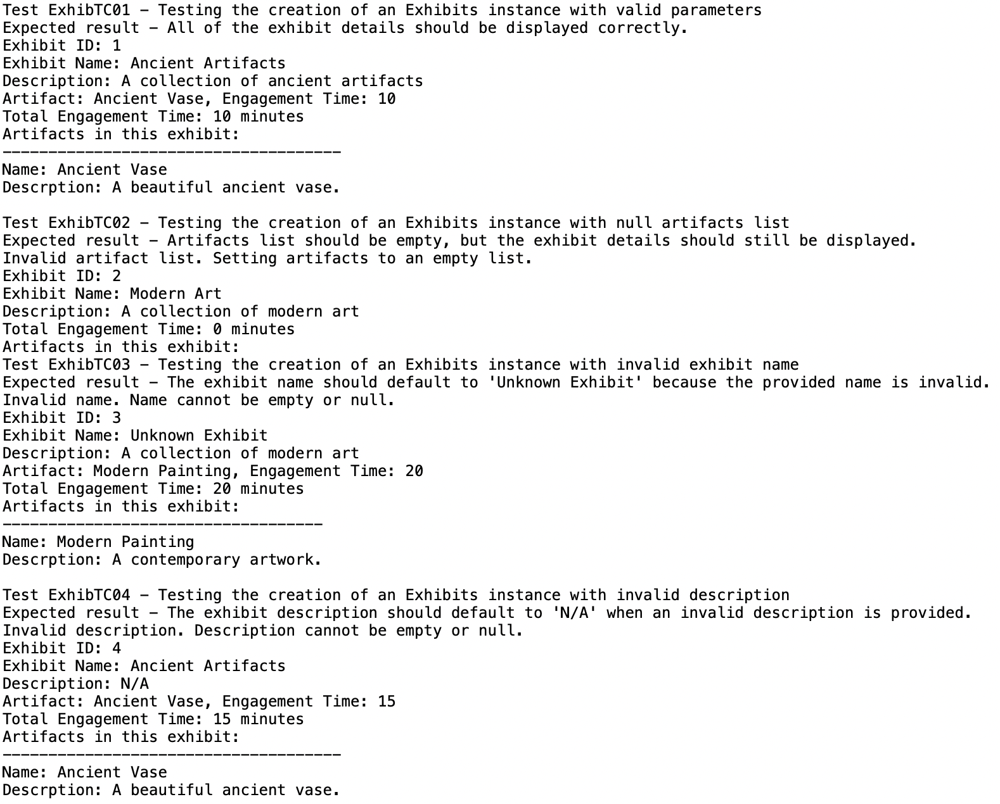 Test ExhibTC01 – Testing the creation of an Exhibits instance with valid parameters
Expected result – All of the exhibit details should be displayed correctly.
Exhibit ID: 1
Exhibit Name: Ancient Artifacts
Description: A collection of ancient artifacts
Artifact: Ancient Vase, Engagement Time: 10
Total Engagement Time: 10 minutes
Artifacts in this exhibit:
-------------------------------------
Name: Ancient Vase
Descrption: A beautiful ancient vase.

Test ExhibTC02 – Testing the creation of an Exhibits instance with null artifacts list
Expected result – Artifacts list should be empty, but the exhibit details should still be displayed.
Invalid artifact list. Setting artifacts to an empty list.
Exhibit ID: 2
Exhibit Name: Modern Art
Description: A collection of modern art
Total Engagement Time: 0 minutes
Artifacts in this exhibit:
Test ExhibTC03 – Testing the creation of an Exhibits instance with invalid exhibit name
Expected result – The exhibit name should default to 'Unknown Exhibit' because the provided name is invalid.
Invalid name. Name cannot be empty or null.
Exhibit ID: 3
Exhibit Name: Unknown Exhibit
Description: A collection of modern art
Artifact: Modern Painting, Engagement Time: 20
Total Engagement Time: 20 minutes
Artifacts in this exhibit:
-----------------------------------
Name: Modern Painting
Descrption: A contemporary artwork.

Test ExhibTC04 – Testing the creation of an Exhibits instance with invalid description
Expected result – The exhibit description should default to 'N/A' when an invalid description is provided.
Invalid description. Description cannot be empty or null.
Exhibit ID: 4
Exhibit Name: Ancient Artifacts
Description: N/A
Artifact: Ancient Vase, Engagement Time: 15
Total Engagement Time: 15 minutes
Artifacts in this exhibit:
-------------------------------------
Name: Ancient Vase
Descrption: A beautiful ancient vase.